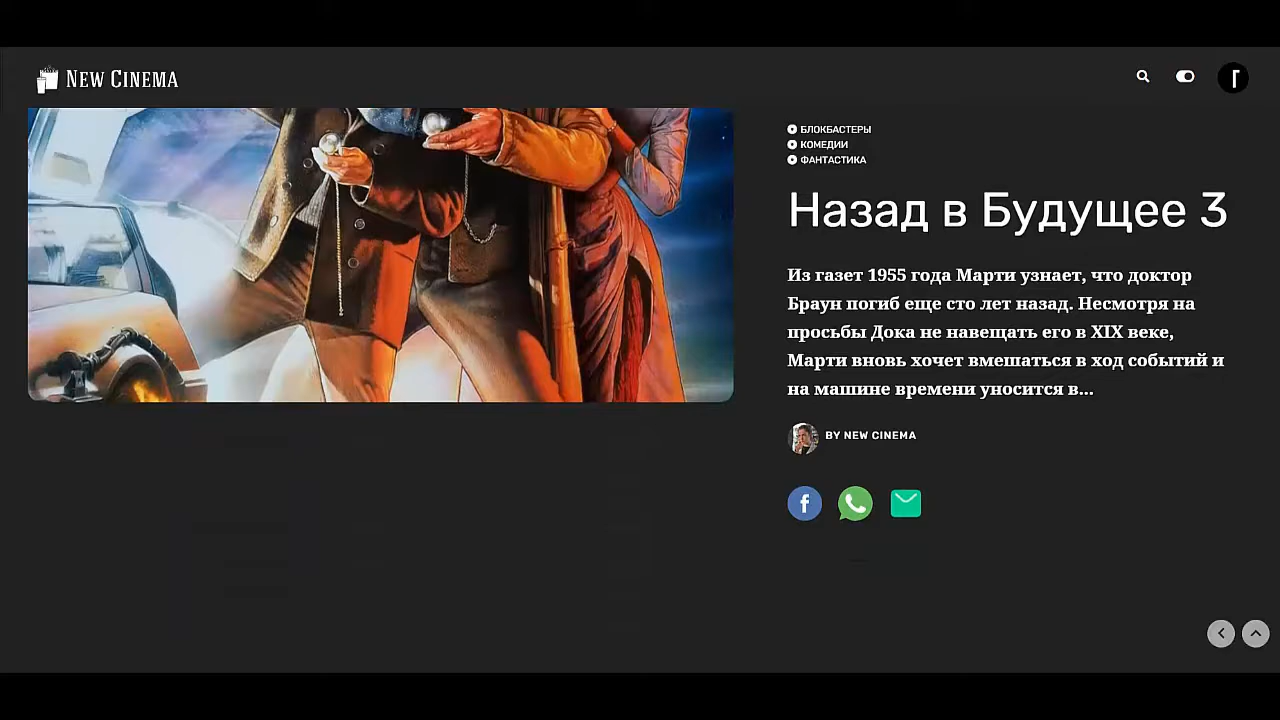 New Cinema
БЛОКБАСТЕРЫ
КОМЕДИИ
ФАНТАСТИКА
Назад в Будущее 3
Из газет 1955 года Марти узнает, что доктор
Браун погиб еще сто лет назад. Несмотря на
просьбы Дока не навещать его в XIX веке,
Марти вновь хочет вмешаться в ход событий и
на машине времени уносится в...
BY NEW CINEMA